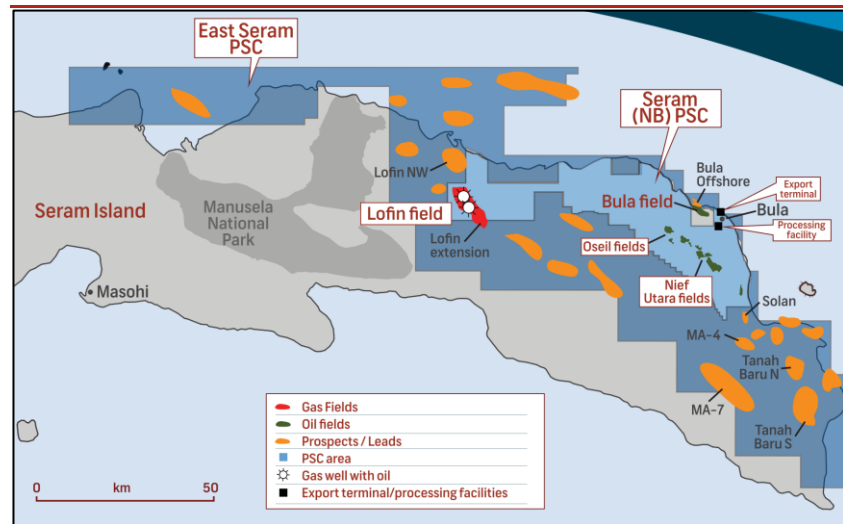 East Seram
PSC
Seram
(NB) PSC
Bula
Offshore
Export
terminal
Lofin NW
Bula field
Bula
Seram Island
Manusela
National
Park
Lofin field
Processing
facility
Lofin
extension
Oseil fields
Masohi
Nief
Utara fields
Solan
MA-4
Tanah
Baru N
MA-7
Tanah
Baru S
Gas Fields
Oil fields
Prospects / Leads
PSC area
Gas well with oil
Export terminal/processing facilities
0 km 50